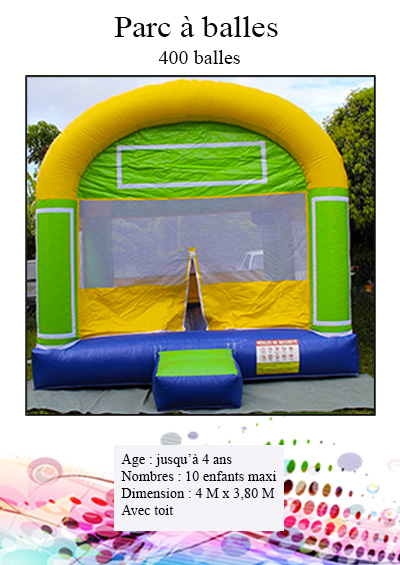 Parc à balles
400 balles
Age : jusqu'à 4 ans
Nombres : 10 enfants maxi
Dimension : 4 M x 3,80 M
Avec toit